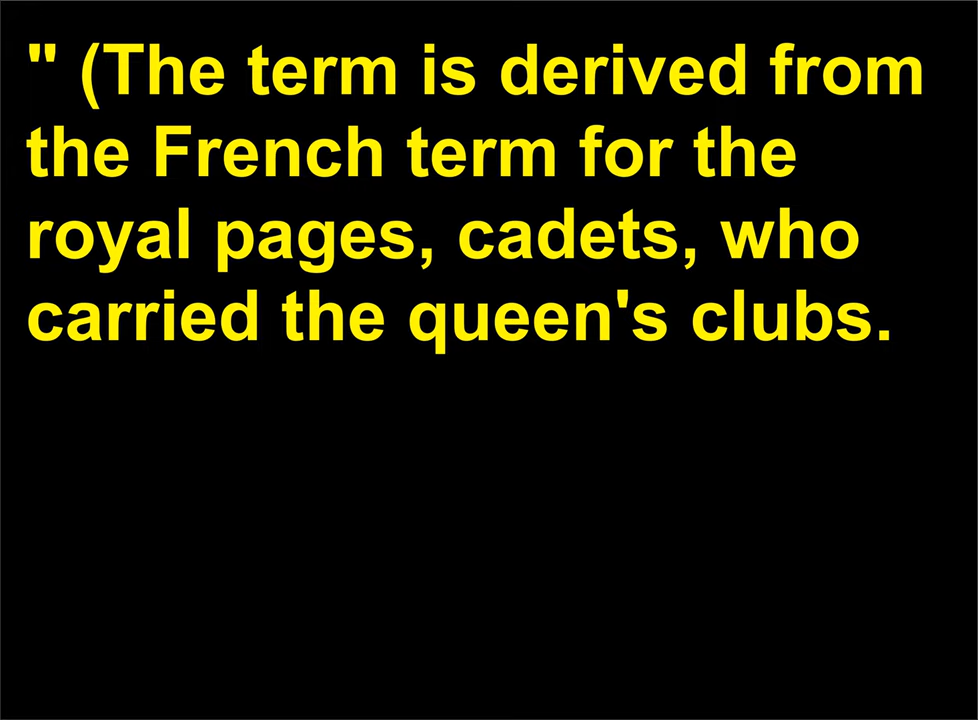 " (The term is derived from
the French term for the
royal pages, cadets, who
carried the queen's clubs.